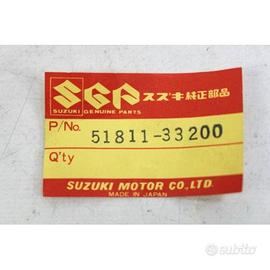 SGP スズキ純正部品
SUZUKI GENUINE PARTS
P/No. 51811-33200
Q'ty
SUZUKI MOTOR CO., LTD.
MADE IN JAPAN
subito